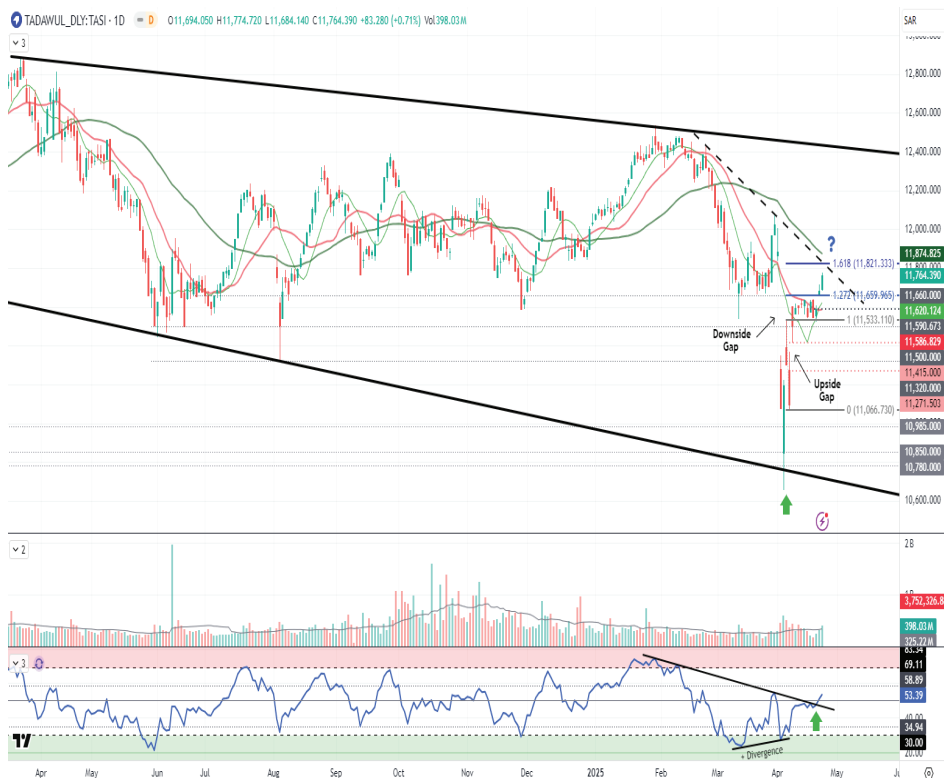 TADAWUL_DLY:TASI · 1D
D
O11,694.050 H11,774.720 L11,684.140 C11,764.390 +83.280 (+0.71%) Vol398.03M
SAR
3
12,800.000
12,600.000
12,400.000
12,200.000
12,000.000
?
11,874.825
1.618 (11,821.333)
11,764.390
1.272 (11,659.965)
11,660.000
11,620.124
1 (11,533.110)
11,590.673
Downside
Gap
11,586.829
11,500.000
11,415.000
Upside
Gap
11,320.000
11,271.503
0 (11,066.730)
10,985.000
10,850.000
10,780.000
10,600.000
2
2B
3,752,326.8
398.03M
325.22M
3
83.34
69.11
58.89
53.39
40.00
34.94
30.00
20.00
+ Divergence
Apr
May
Jun
Jul
Aug
Sep
Oct
Nov
Dec
2025
Feb
Mar
Apr
May